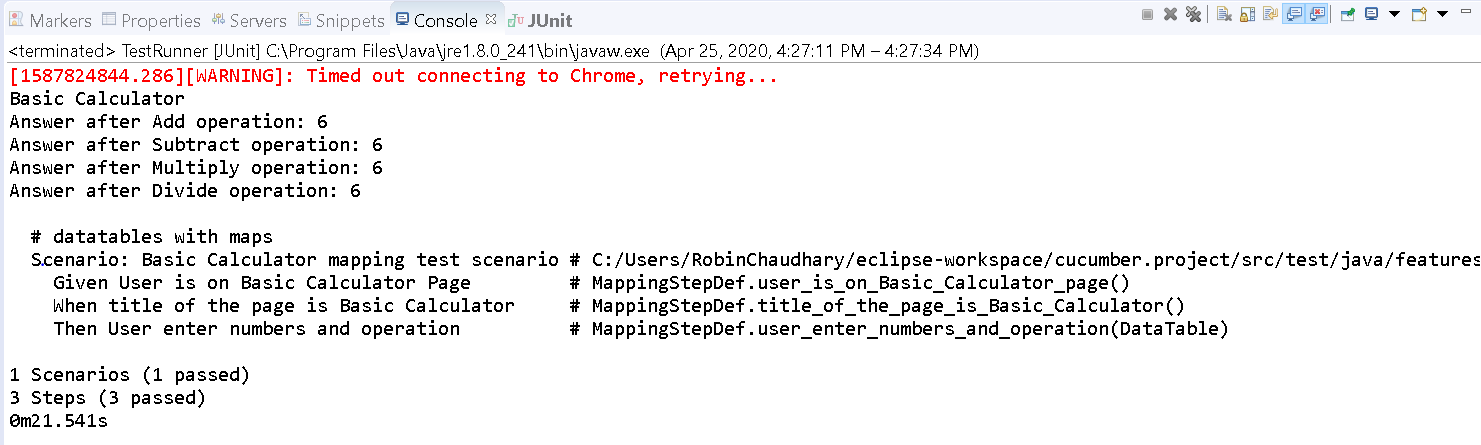 Markers Properties Servers Snippets Console JUnit
<terminated> TestRunner [JUnit] C:\Program Files\Java\jre1.8.0_241\bin\javaw.exe (Apr 25, 2020, 4:27:11 PM – 4:27:34 PM)
[1587824844.286][WARNING]: Timed out connecting to Chrome, retrying...
Basic Calculator
Answer after Add operation: 6
Answer after Subtract operation: 6
Answer after Multiply operation: 6
Answer after Divide operation: 6
# datatables with maps
Scenario: Basic Calculator mapping test scenario # C:/Users/RobinChaudhary/eclipse-workspace/cucumber.project/src/test/java/features
Given User is on Basic Calculator Page # MappingStepDef.user_is_on_Basic_Calculator_page()
When title of the page is Basic Calculator # MappingStepDef.title_of_the_page_is_Basic_Calculator()
Then User enter numbers and operation # MappingStepDef.user_enter_numbers_and_operation(DataTable)
1 Scenarios (1 passed)
3 Steps (3 passed)
0m21.541s